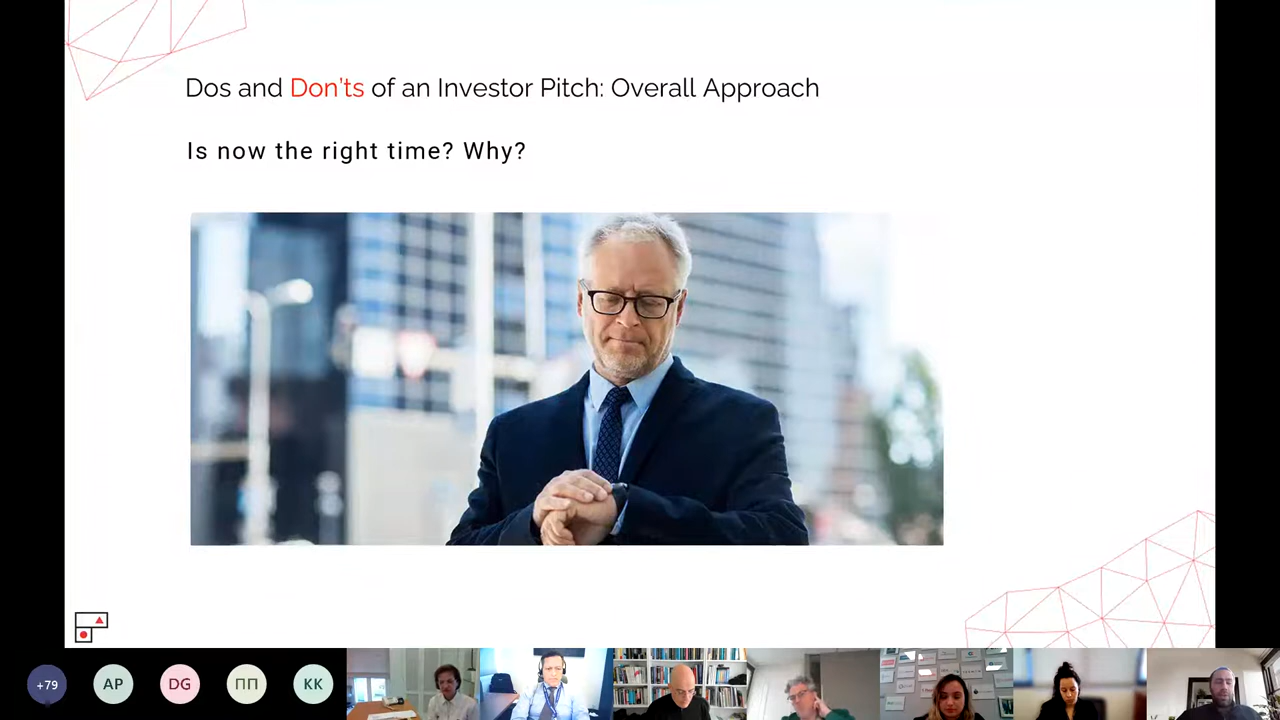 Dos and Don'ts of an Investor Pitch: Overall Approach
Is now the right time? Why?
+79
AP
DG
ΠΠ
KK